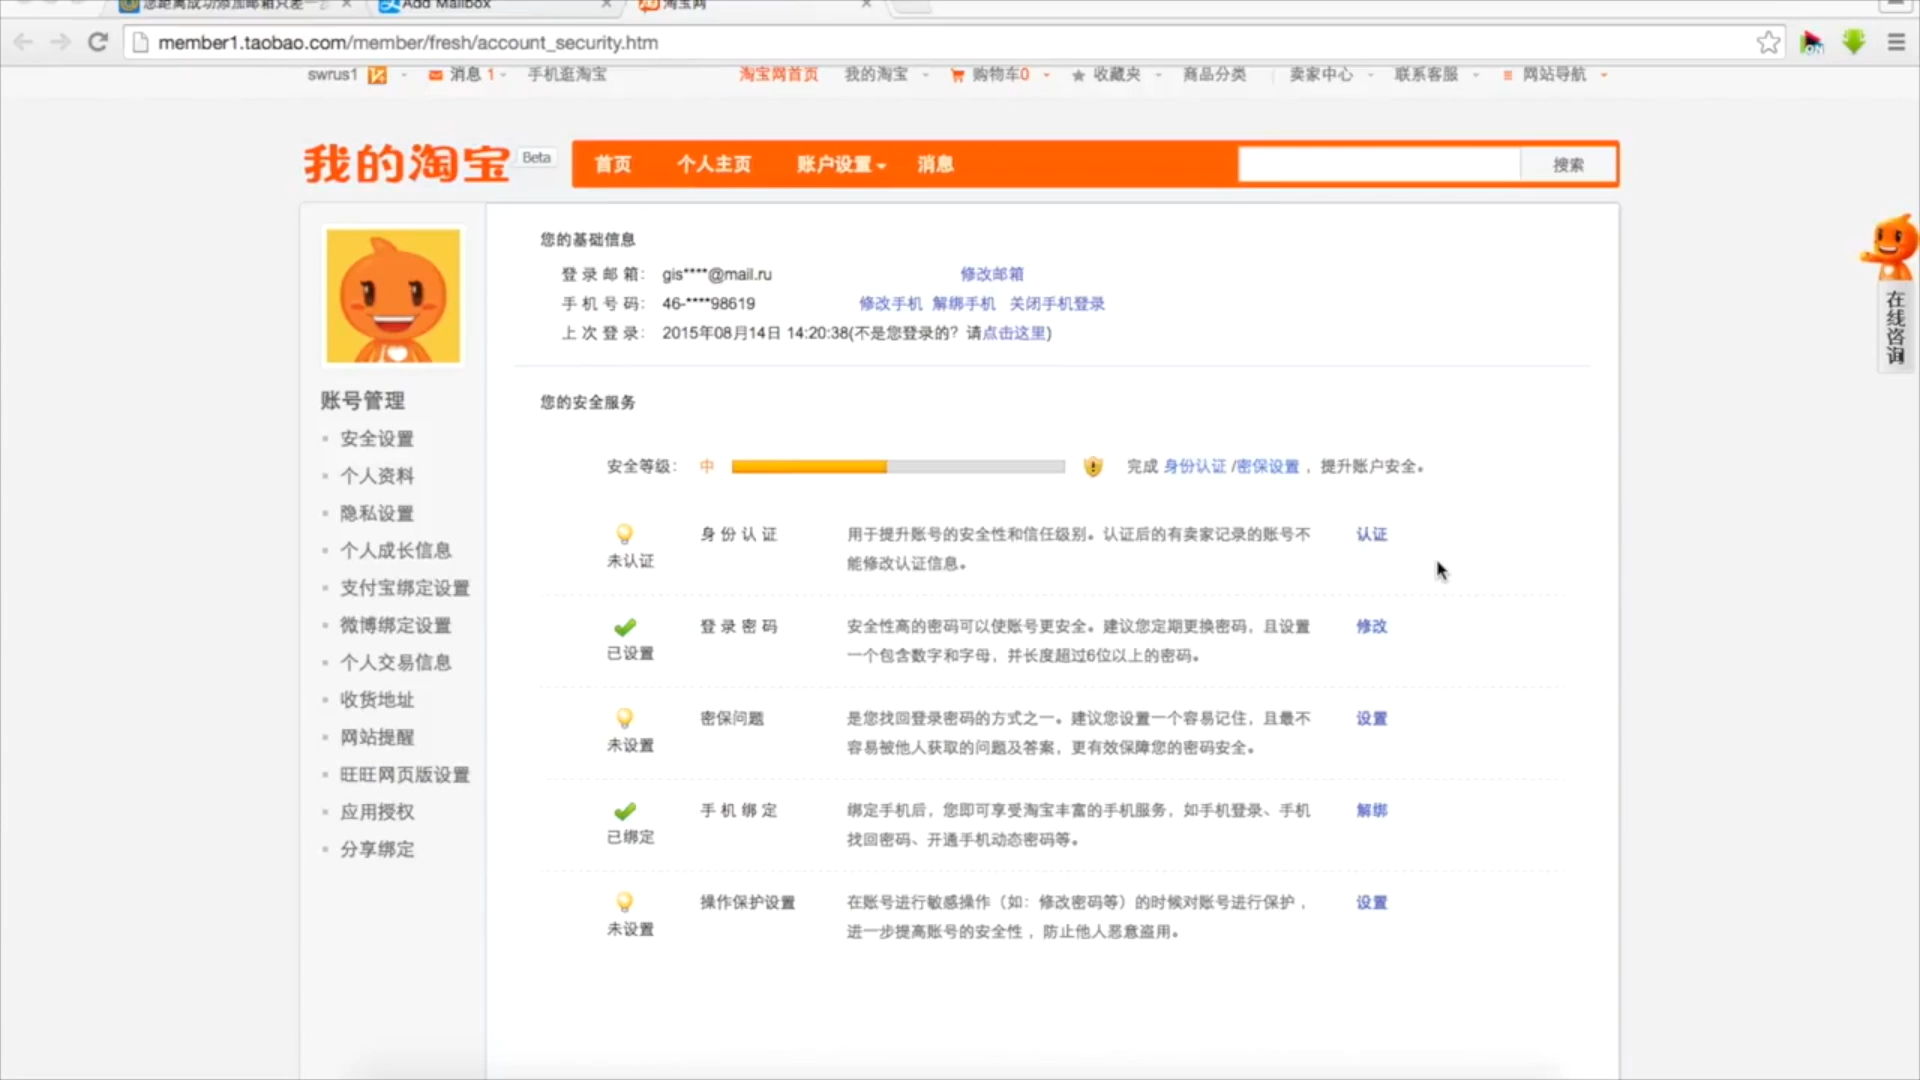 您距离成功添加邮箱只差一步
Add Mailbox
淘宝网
member1.taobao.com/member/fresh/account_security.htm
swrus1 消息 1 手机逛淘宝 淘宝网首页 我的淘宝 购物车0 收藏夹 商品分类 卖家中心 联系客服 网站导航
我的淘宝 Beta 首页 个人主页 账户设置 消息 搜索
您的基础信息
登录邮箱: gis****@mail.ru 修改邮箱
手机号码: 46-****98619 修改手机 解绑手机 关闭手机登录
上次登录: 2015年08月14日 14:20:38(不是您登录的？请点击这里)
在线咨询
账号管理
安全设置
个人资料
隐私设置
个人成长信息
支付宝绑定设置
微博绑定设置
个人交易信息
收货地址
网站提醒
旺旺网页版设置
应用授权
分享绑定
您的安全服务
安全等级: 中 完成 身份认证 /密保设置 ，提升账户安全。
未认证 身份认证 用于提升账号的安全性和信任级别。认证后的有卖家记录的账号不 认证
能修改认证信息。
已设置 登录密码 安全性高的密码可以使账号更安全。建议您定期更换密码，且设置 修改
一个包含数字和字母，并长度超过6位以上的密码。
未设置 密保问题 是您找回登录密码的方式之一。建议您设置一个容易记住，且最不 设置
容易被他人获取的问题及答案，更有效保障您的密码安全。
已绑定 手机绑定 绑定手机后，您即可享受淘宝丰富的手机服务，如手机登录、手机 解绑
找回密码、开通手机动态密码等。
未设置 操作保护设置 在账号进行敏感操作（如：修改密码等）的时候对账号进行保护， 设置
进一步提高账号的安全性，防止他人恶意盗用。